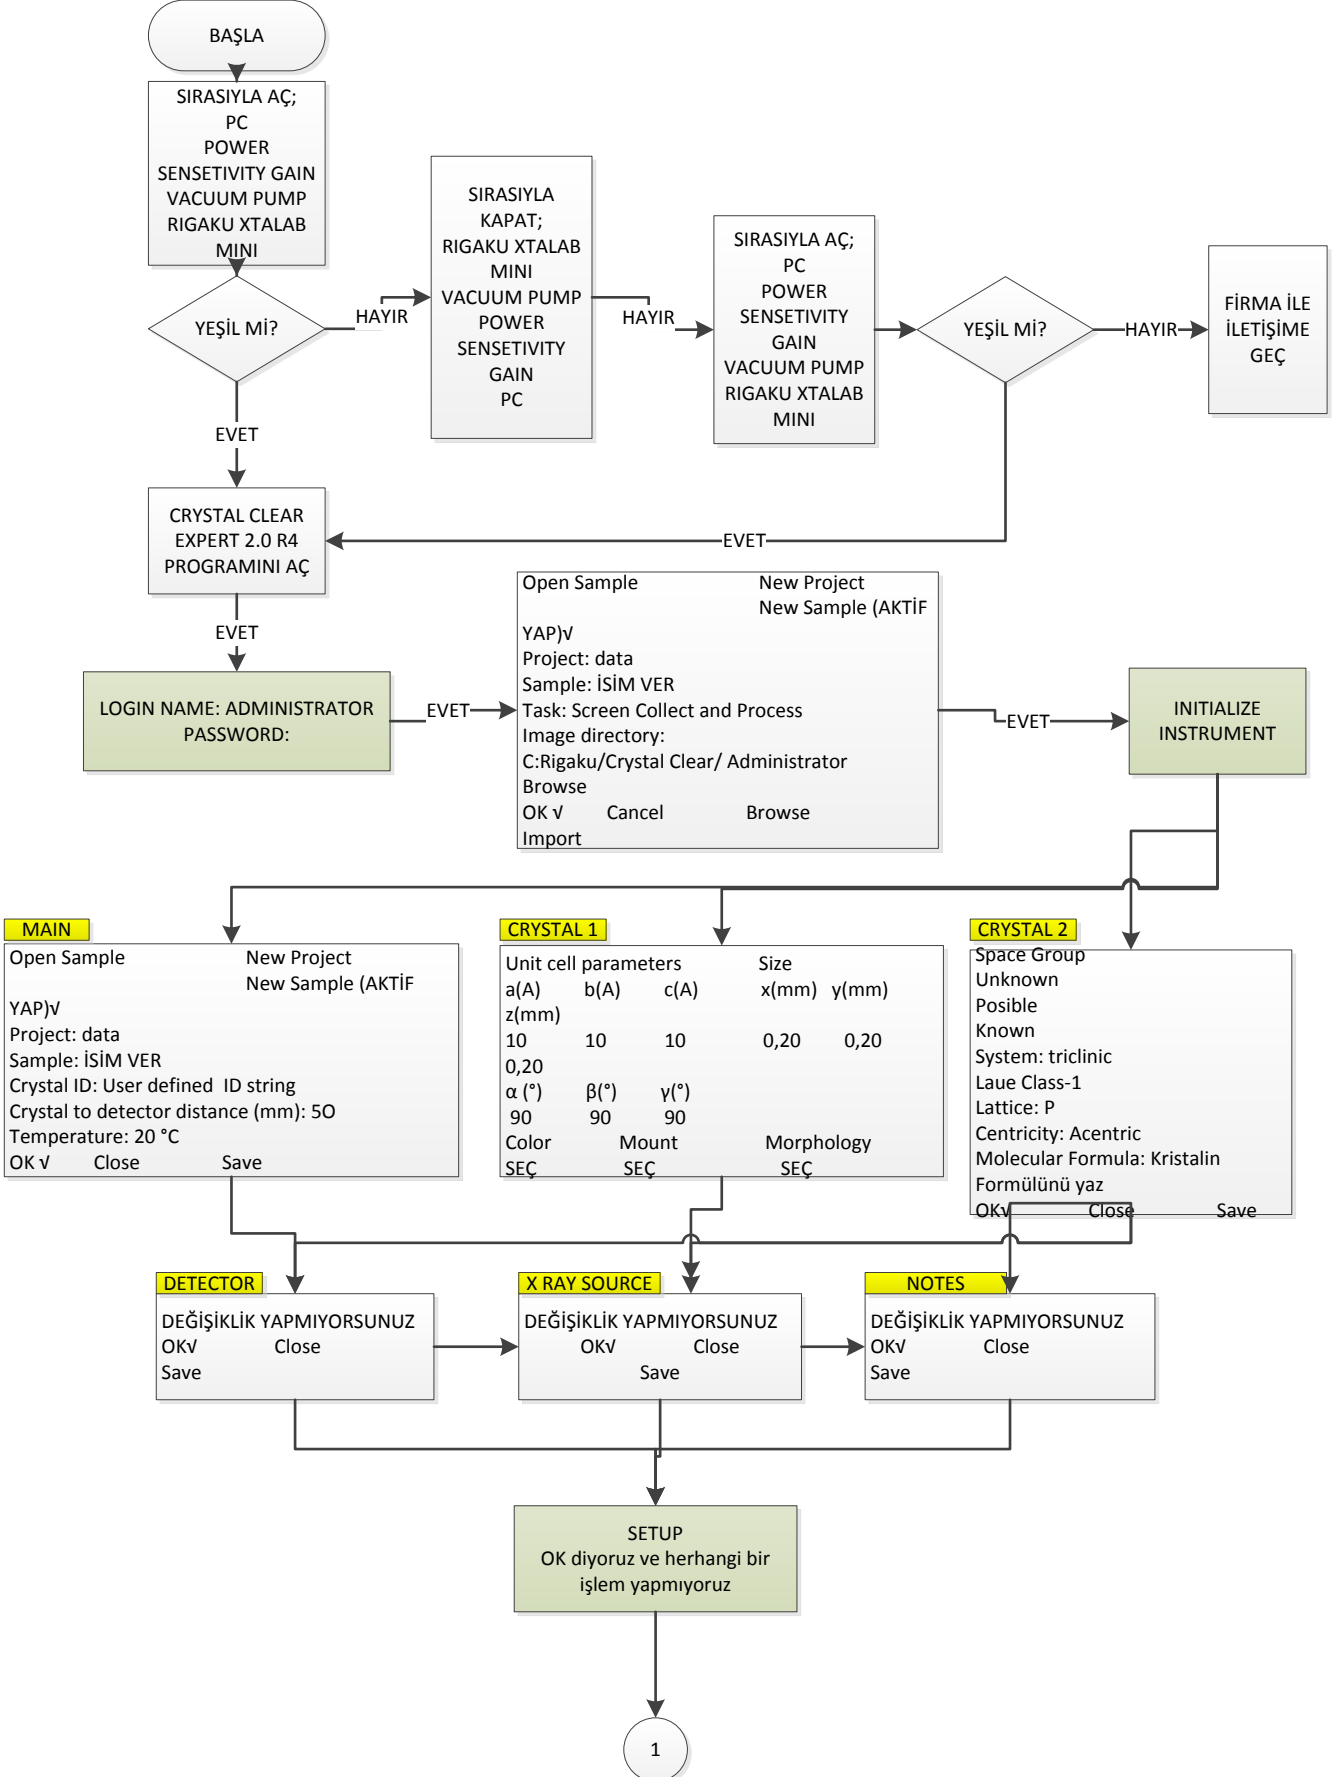 BAŞLA
SIRASIYLA AÇ;
PC
POWER
SENSETIVITY GAIN
VACUUM PUMP
RIGAKU XTALAB
MINI
YEŞİL Mİ?
HAYIR
SIRASIYLA
KAPAT;
RIGAKU XTALAB
MINI
VACUUM PUMP
POWER
SENSETIVITY
GAIN
PC
HAYIR
SIRASIYLA AÇ;
PC
POWER
SENSETIVITY
GAIN
VACUUM PUMP
RIGAKU XTALAB
MINI
YEŞİL Mİ?
HAYIR
FİRMA İLE
İLETİŞİME
GEÇ
EVET
EVET
CRYSTAL CLEAR
EXPERT 2.0 R4
PROGRAMINI AÇ
EVET
LOGIN NAME: ADMINISTRATOR
PASSWORD:
EVET
Open Sample New Project
New Sample (AKTİF
YAP)√
Project: data
Sample: İSİM VER
Task: Screen Collect and Process
Image directory:
C:Rigaku/Crystal Clear/ Administrator
Browse
OK √ Cancel Browse
Import
EVET
INITIALIZE
INSTRUMENT
MAIN
Open Sample New Project
New Sample (AKTİF
YAP)√
Project: data
Sample: İSİM VER
Crystal ID: User defined ID string
Crystal to detector distance (mm): 5O
Temperature: 20 °C
OK √ Close Save
CRYSTAL 1
Unit cell parameters Size
a(A) b(A) c(A) x(mm) y(mm)
z(mm)
10 10 10 0,20 0,20
0,20
α (°) β(°) γ(°)
90 90 90
Color Mount Morphology
SEÇ SEÇ SEÇ
CRYSTAL 2
Space Group
Unknown
Posible
Known
System: triclinic
Laue Class-1
Lattice: P
Centricity: Acentric
Molecular Formula: Kristalin
Formülünü yaz
OK√ Close Save
DETECTOR
DEĞİŞİKLİK YAPMIYORSUNUZ
OK√ Close
Save
X RAY SOURCE
DEĞİŞİKLİK YAPMIYORSUNUZ
OK√ Close
Save
NOTES
DEĞİŞİKLİK YAPMIYORSUNUZ
OK√ Close
Save
SETUP
OK diyoruz ve herhangi bir
işlem yapmıyoruz
1